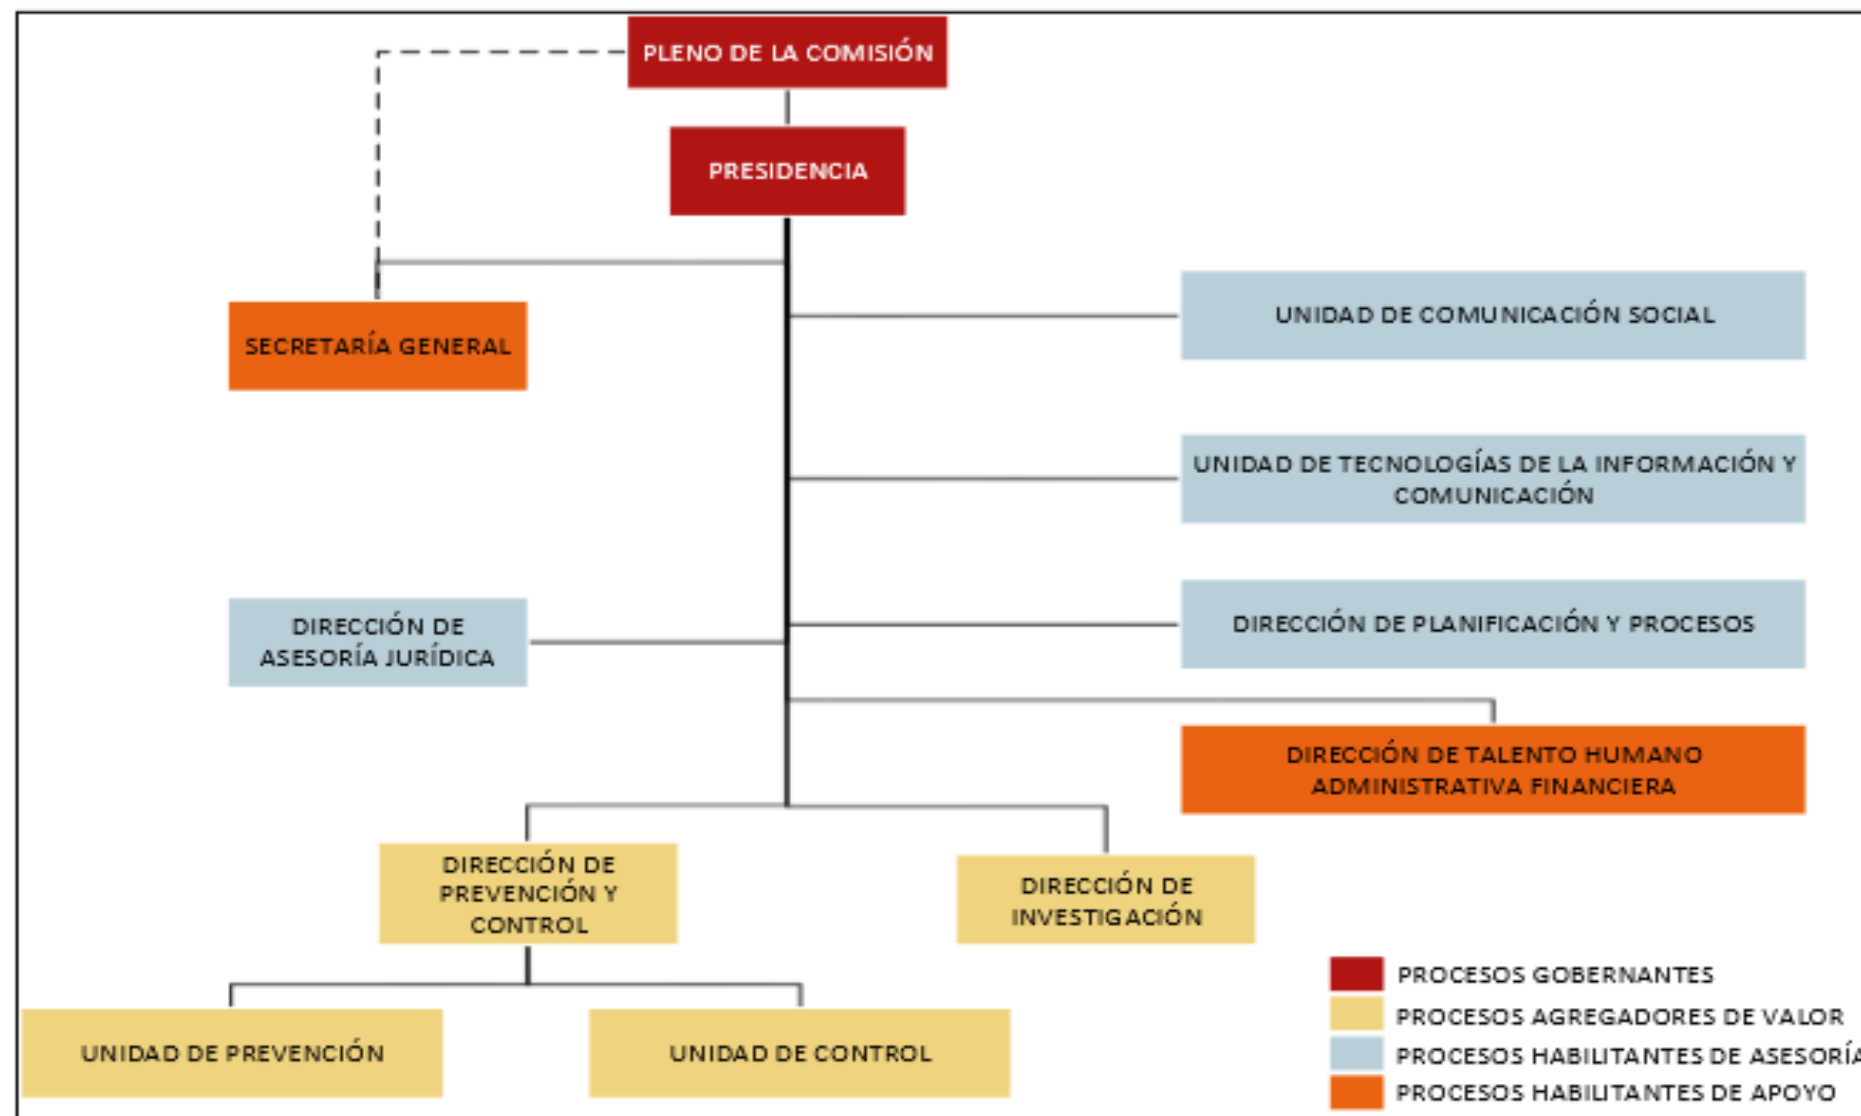 PLENO DE LA COMISIÓN
PRESIDENCIA
SECRETARÍA GENERAL
UNIDAD DE COMUNICACIÓN SOCIAL
UNIDAD DE TECNOLOGÍAS DE LA INFORMACIÓN Y
COMUNICACIÓN
DIRECCIÓN DE
ASESORÍA JURÍDICA
DIRECCIÓN DE PLANIFICACIÓN Y PROCESOS
DIRECCIÓN DE TALENTO HUMANO
ADMINISTRATIVA FINANCIERA
DIRECCIÓN DE
PREVENCIÓN Y
CONTROL
DIRECCIÓN DE
INVESTIGACIÓN
UNIDAD DE PREVENCIÓN
UNIDAD DE CONTROL
PROCESOS GOBERNANTES
PROCESOS AGREGADORES DE VALOR
PROCESOS HABILITANTES DE ASESORÍA
PROCESOS HABILITANTES DE APOYO